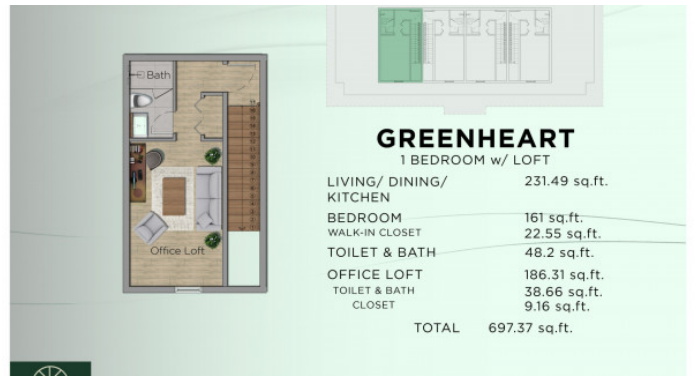 Bath
Office Loft
GREENHEART
1 BEDROOM w/ LOFT
LIVING/ DINING/ KITCHEN 231.49 sq.ft.
BEDROOM 161 sq.ft.
WALK-IN CLOSET 22.55 sq.ft.
TOILET & BATH 48.2 sq.ft.
OFFICE LOFT 186.31 sq.ft.
TOILET & BATH 38.66 sq.ft.
CLOSET 9.16 sq.ft.
TOTAL 697.37 sq.ft.